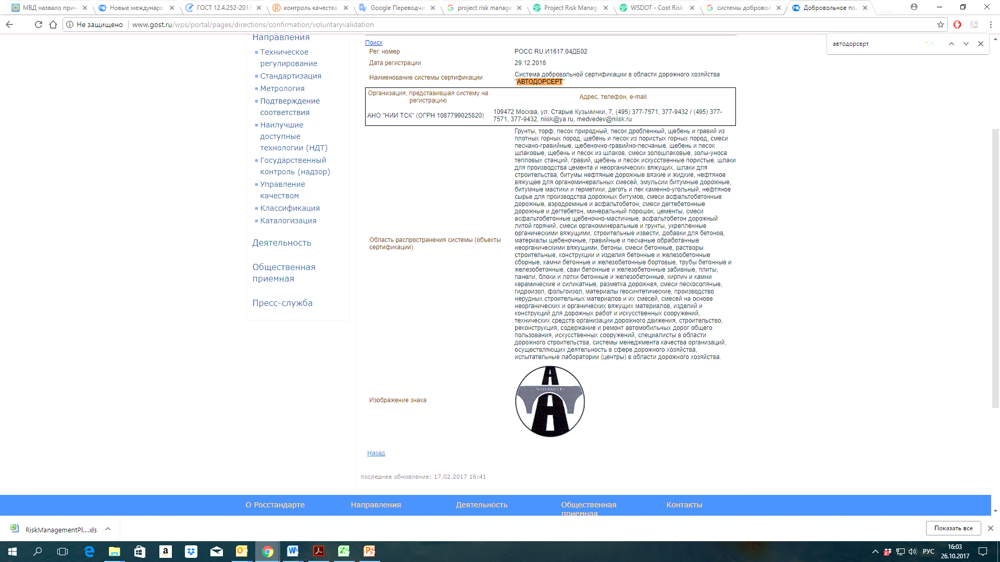 МВД назвало прич
Новые междунаро
ГОСТ 12.4.252-2013
контроль качества
Google Переводчи
project risk manage
Project Risk Manag
WSDOT - Cost Risk
системы добровол
Добровольное по
Не защищено
www.gost.ru/wps/portal/pages/directions/confirmation/voluntaryvalidation
автодорсерт
1/1
Направления
Техническое
регулирование
Стандартизация
Метрология
Подтверждение
соответствия
Наилучшие
доступные
технологии (НДТ)
Государственный
контроль (надзор)
Управление
качеством
Классификация
Каталогизация
Деятельность
Общественная
приемная
Пресс-служба
Поиск
Рег. номер
РОСС RU.И1617.04ДБ02
Дата регистрации
29.12.2016
Наименование системы сертификации
Система добровольной сертификации в области дорожного хозяйства
"АВТОДОРСЕРТ"
Организация, представившая систему на
регистрацию
Адрес, телефон, e-mail
АНО "НИИ ТСК" (ОГРН 1087799025820)
109472 Москва, ул. Старые Кузьминки, 7, (495) 377-7571, 377-9432 / (495) 377-
7571, 377-9432, niisk@ya.ru, medvedev@niisk.ru
Область распространения системы (объекты
сертификации)
Грунты, торф, песок природный, песок дробленный, щебень и гравий из
плотных горных пород, щебень и песок из пористых горных пород, смеси
песчано-гравийные, щебеночно-гравийно-песчаные, щебень и песок
шлаковые, щебень и песок из шлаков, смеси золошлаковые, золы-уноса
тепловых станций, гравий, щебень и песок искусственные пористые, шлаки
для производства цемента и неорганических вяжущих, шлаки для
строительства, битумы нефтяные дорожные вязкие и жидкие, нефтяное
вяжущее для органоминеральных смесей, эмульсии битумные дорожные,
битумные мастики и герметики, деготь и пек каменно-угольный, нефтяное
сырье для производства дорожных битумов, смеси асфальтобетонные
дорожные, аэродромные и асфальтобетон, смеси дегтебетонные
дорожные и дегтебетон, минеральный порошок, цементы, смеси
асфальтобетонные щебеночно-мастичные, асфальтобетон дорожный
литой горячий, смеси органоминеральные и грунты, укрепленные
органическими вяжущими, строительные извести, добавки для бетонов,
материалы щебеночные, гравийные и песчаные обработанные
неорганическими вяжущими, бетоны, смеси бетонные, растворы
строительные, конструкции и изделия бетонные и железобетонные
сборные, камни бетонные и железобетонные бортовые, трубы бетонные и
железобетонные, сваи бетонные и железобетонные забивные, плиты,
панели, блоки и лотки бетонные и железобетонные, кирпич и камни
керамические и силикатные, разметка дорожная, смеси пескосоляные,
гидроизол, фольгоизол, материалы геосинтетические, производство
нерудных строительных материалов и их смесей, смесей на основе
неорганических и органических вяжущих материалов, изделий и
конструкций для дорожных работ и искусственных сооружений,
технических средств организации дорожного движения, строительство,
реконструкция, содержание и ремонт автомобильных дорог общего
пользования, искусственных сооружений, специалисты в области
дорожного строительства, системы менеджмента качества организаций,
осуществляющих деятельность в сфере дорожного хозяйства,
испытательные лаборатории (центры) в области дорожного хозяйства.
Изображение знака
АВТОДОРСЕРТ
Назад
последнее обновление: 17.02.2017 16:41
О Росстандарте
Направления
Деятельность
Общественная
приемная
Контакты
RiskManagementPl....xls
Показать все
РУС
16:03
26.10.2017